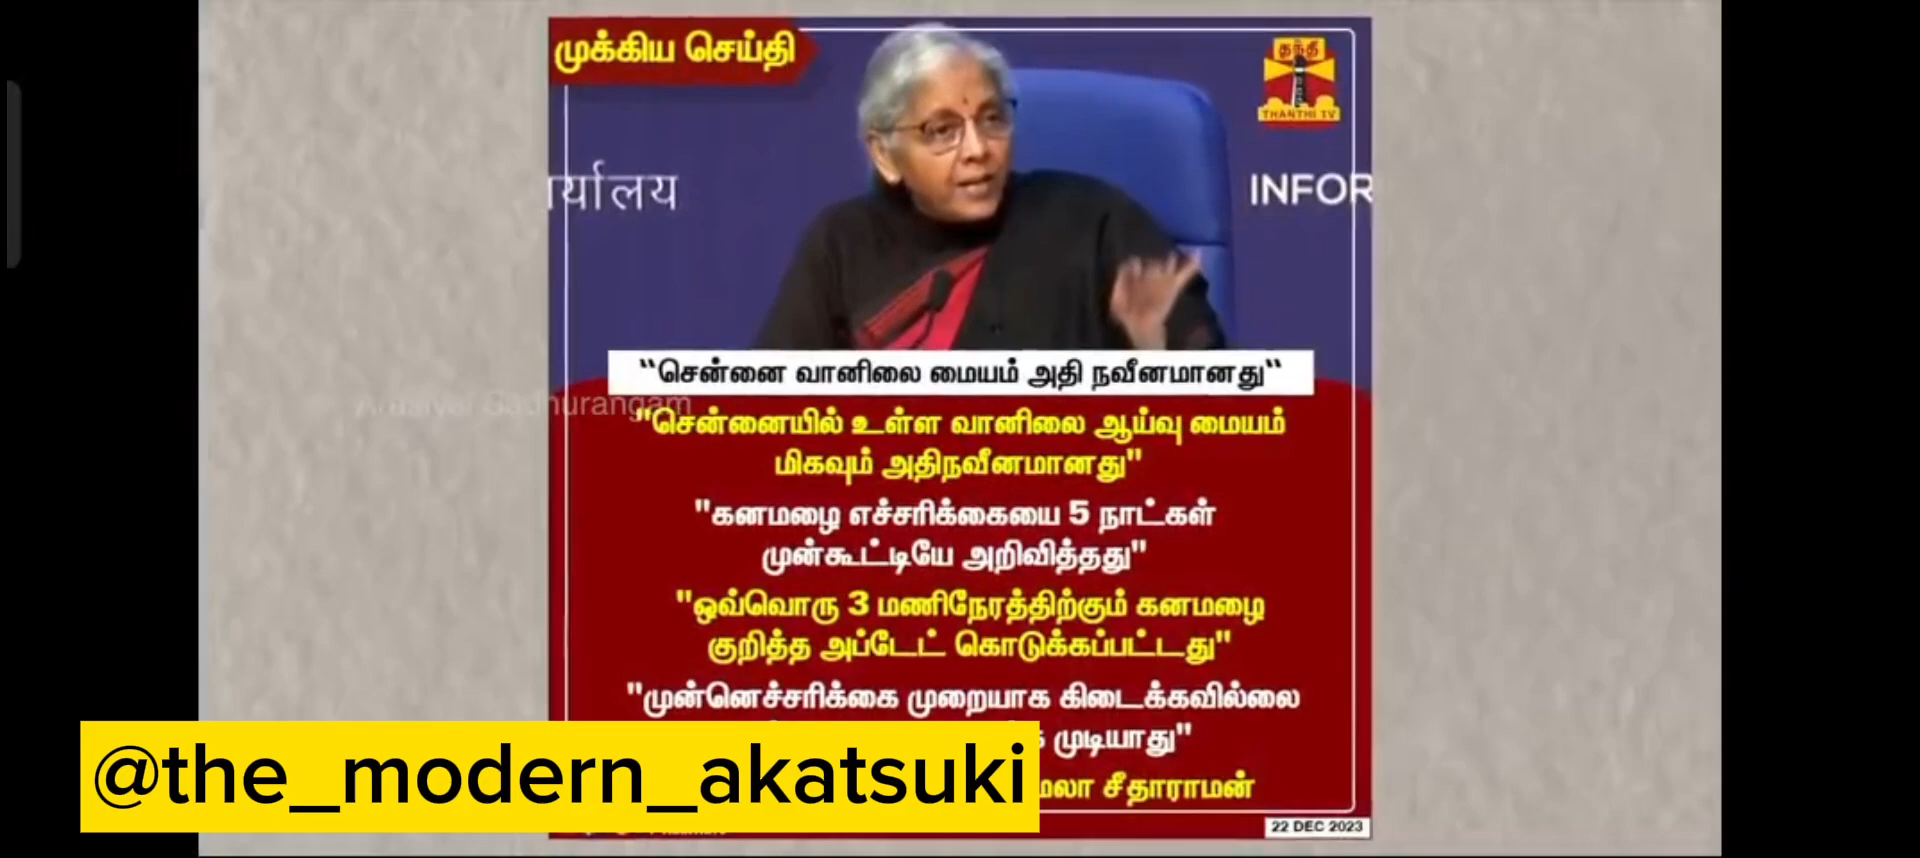 முக்கிய செய்தி
தந்தி
THANTHI TV
र्यालय
INFOR
“சென்னை வானிலை மையம் அதி நவீனமானது“
"சென்னையில் உள்ள வானிலை ஆய்வு மையம்
மிகவும் அதிநவீனமானது"
"கனமழை எச்சரிக்கையை 5 நாட்கள்
முன்கூட்டியே அறிவித்தது"
"ஒவ்வொரு 3 மணிநேரத்திற்கும் கனமழை
குறித்த அப்டேட் கொடுக்கப்பட்டது"
"முன்னெச்சரிக்கை முறையாக கிடைக்கவில்லை
முடியாது"
மலா சீதாராமன்
@the_modern_akatsuki
22 DEC 2023